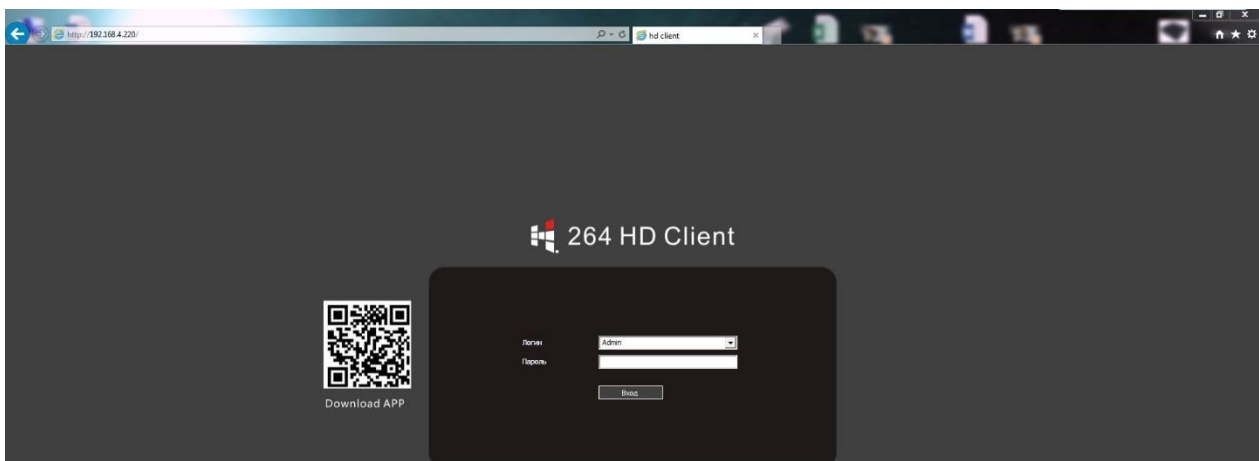 http://192.168.4.220/
hd client
264 HD Client
Логин
Admin
Пароль
Вход
Download APP